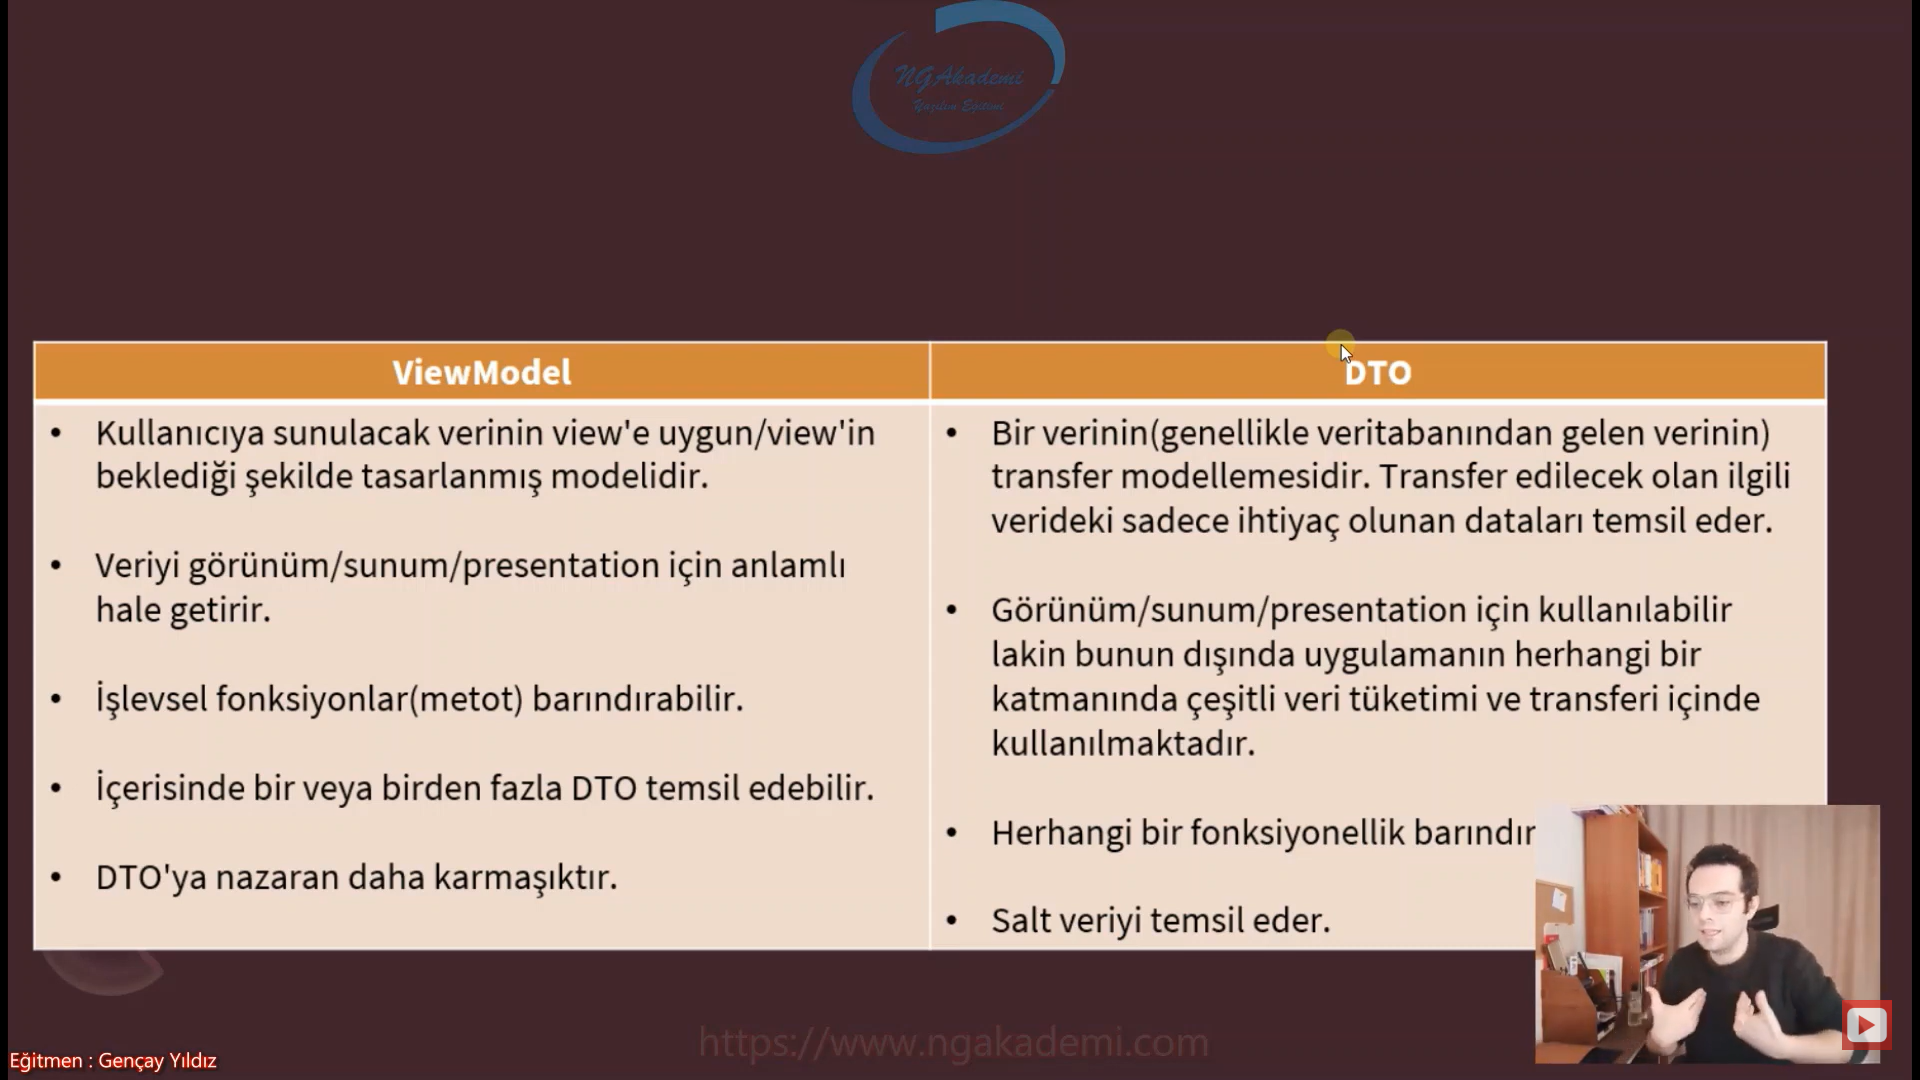 NGAkademi
Yazılım Eğitimi
ViewModel
• Kullanıcıya sunulacak verinin view'e uygun/view'in
beklediği şekilde tasarlanmış modelidir.
• Veriyi görünüm/sunum/presentation için anlamlı
hale getirir.
• İşlevsel fonksiyonlar(metot) barındırabilir.
• İçerisinde bir veya birden fazla DTO temsil edebilir.
• DTO'ya nazaran daha karmaşıktır.
DTO
• Bir verinin(genellikle veritabanından gelen verinin)
transfer modellemesidir. Transfer edilecek olan ilgili
verideki sadece ihtiyaç olunan dataları temsil eder.
• Görünüm/sunum/presentation için kullanılabilir
lakin bunun dışında uygulamanın herhangi bir
katmanında çeşitli veri tüketimi ve transferi içinde
kullanılmaktadır.
• Herhangi bir fonksiyonellik
• Salt veriyi temsil eder.
https://www.ngakademi.com
Eğitmen : Gençay Yıldız